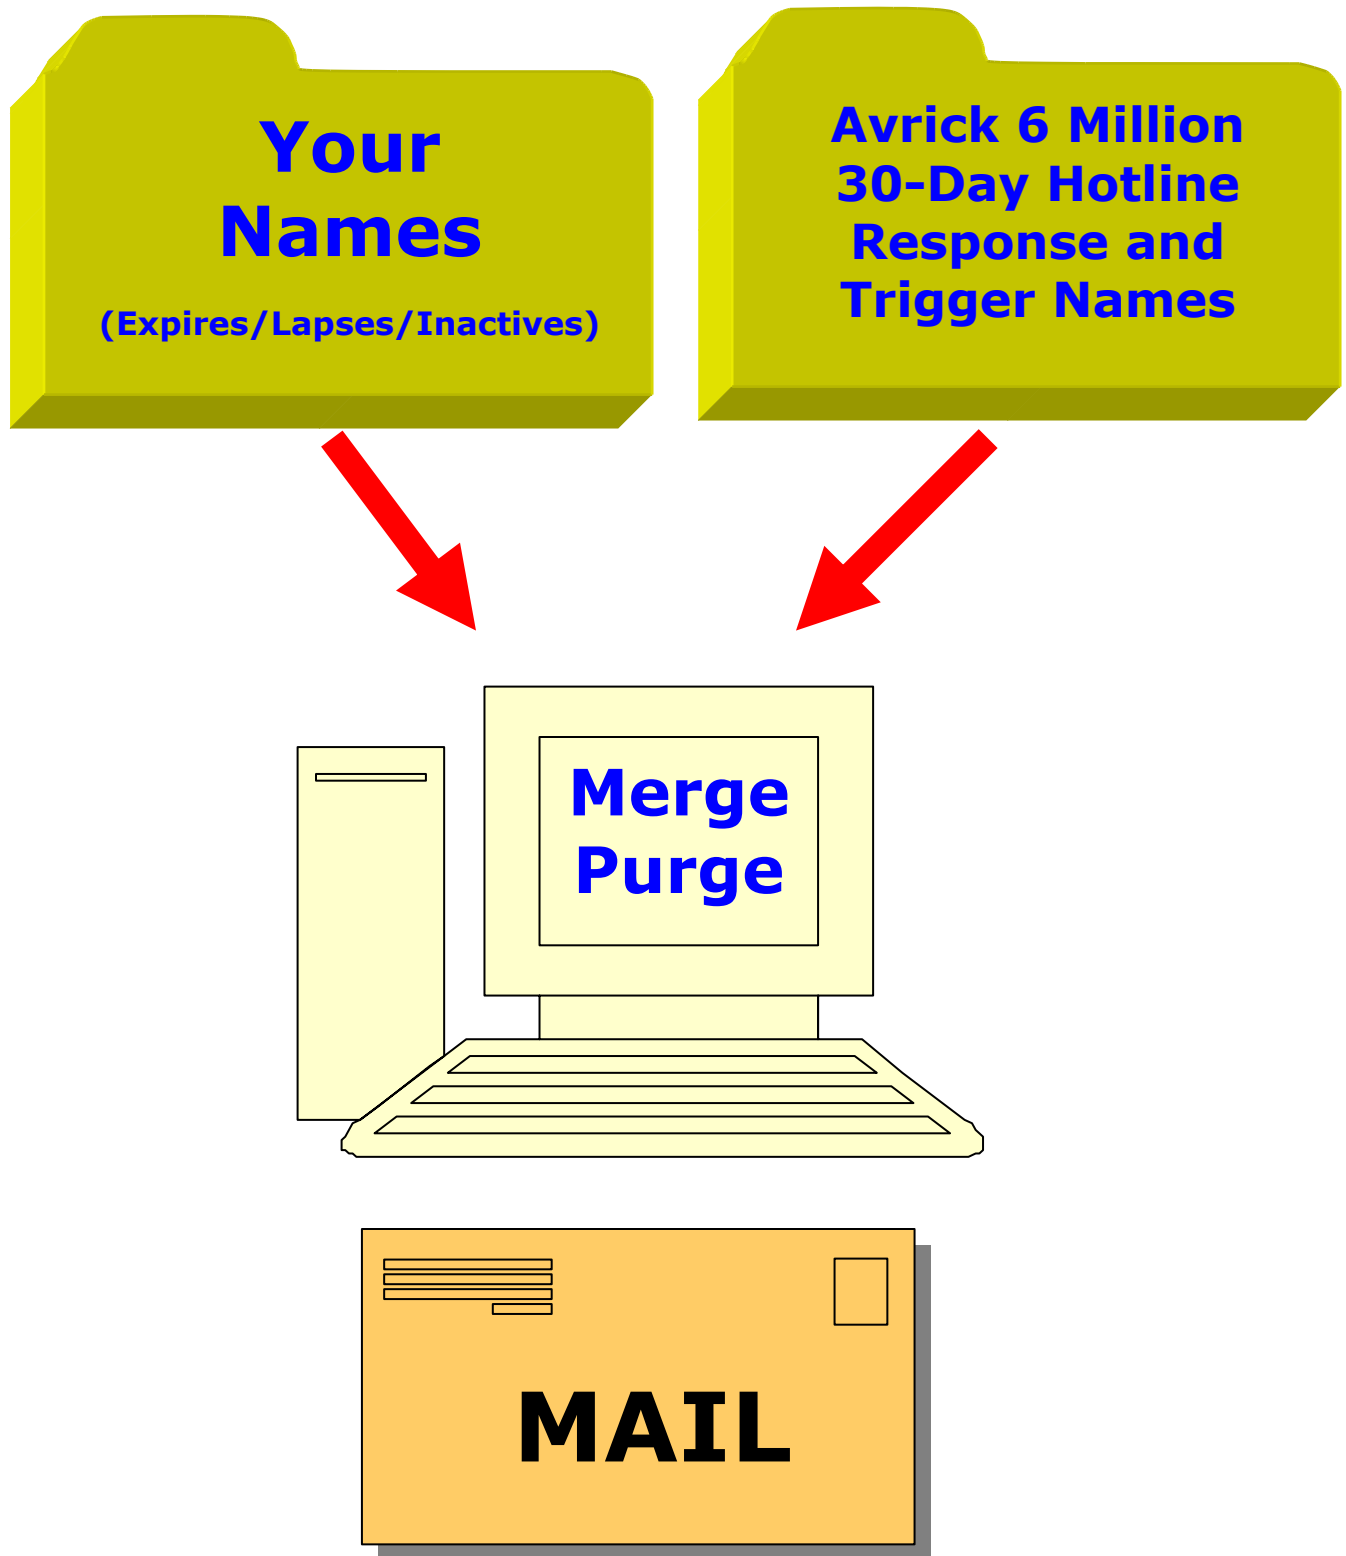 Your
Names
(Expires/Lapses/Inactives)
Avrick 6 Million
30-Day Hotline
Response and
Trigger Names
Merge
Purge
MAIL